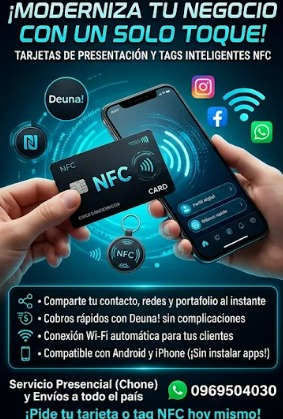 ¡MODERNIZA TU NEGOCIO
CON UN SOLO TOQUE!
TARJETAS DE PRESENTACIÓN Y TAGS INTELIGENTES NFC
Deuna!
NFC
NFC
CARD
NFC
Perfil digital
• Comparte tu contacto, redes y portafolio al instante
• Cobros rápidos con Deuna! sin complicaciones
• Conexión Wi-Fi automática para tus clientes
• Compatible con Android y iPhone (¡Sin instalar apps!)
Servicio Presencial (Chone)
y Envíos a todo el país
0969504030
¡Pide tu tarjeta o tag NFC hoy mismo!